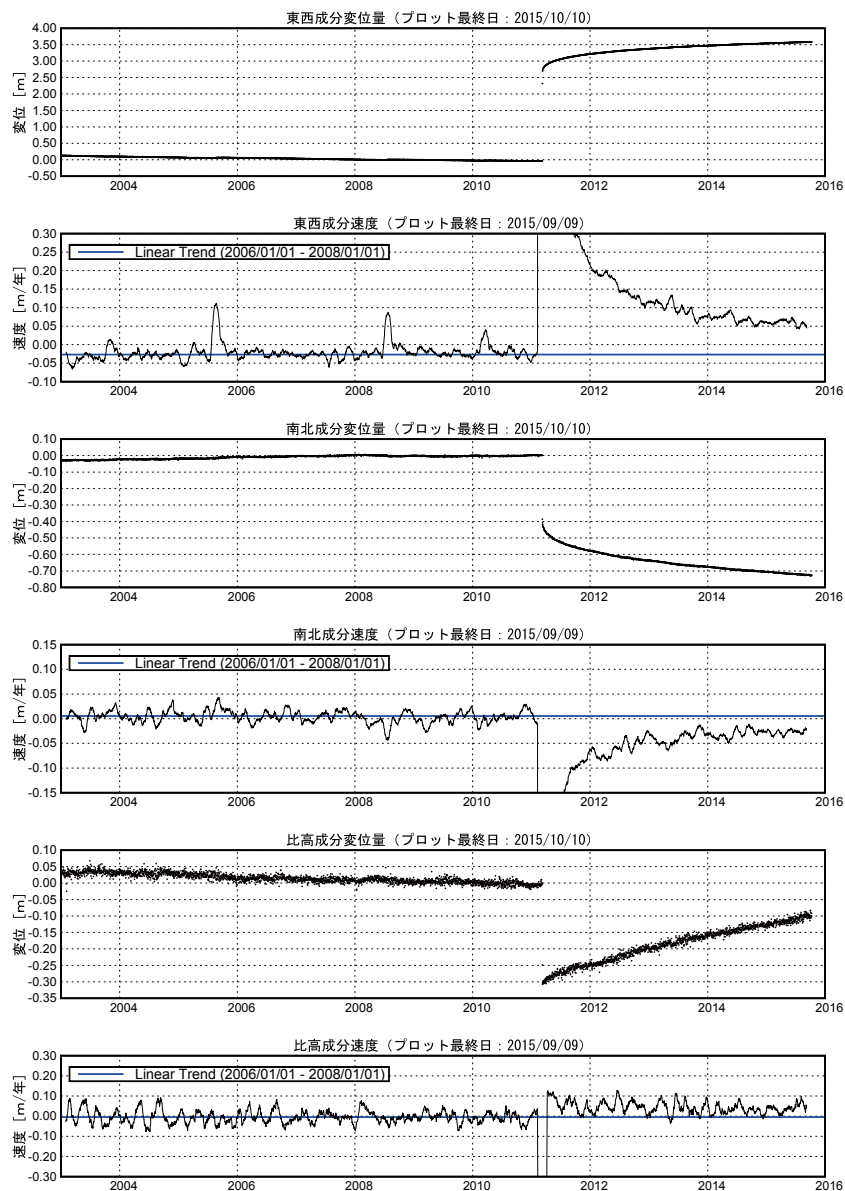 東西成分変位量（プロット最終日：2015/10/10）
変位 [m]
4.00
3.50
3.00
2.50
2.00
1.50
1.00
0.50
0.00
-0.50
2004 2006 2008 2010 2012 2014 2016
東西成分速度（プロット最終日：2015/09/09）
速度 [m/年]
Linear Trend (2006/01/01 - 2008/01/01)
0.30
0.25
0.20
0.15
0.10
0.05
0.00
-0.05
-0.10
2004 2006 2008 2010 2012 2014 2016
南北成分変位量（プロット最終日：2015/10/10）
変位 [m]
0.10
0.00
-0.10
-0.20
-0.30
-0.40
-0.50
-0.60
-0.70
-0.80
2004 2006 2008 2010 2012 2014 2016
南北成分速度（プロット最終日：2015/09/09）
速度 [m/年]
Linear Trend (2006/01/01 - 2008/01/01)
0.15
0.10
0.05
0.00
-0.05
-0.10
-0.15
2004 2006 2008 2010 2012 2014 2016
比高成分変位量（プロット最終日：2015/10/10）
変位 [m]
0.10
0.05
0.00
-0.05
-0.10
-0.15
-0.20
-0.25
-0.30
-0.35
2004 2006 2008 2010 2012 2014 2016
比高成分速度（プロット最終日：2015/09/09）
速度 [m/年]
Linear Trend (2006/01/01 - 2008/01/01)
0.30
0.20
0.10
0.00
-0.10
-0.20
-0.30
2004 2006 2008 2010 2012 2014 2016